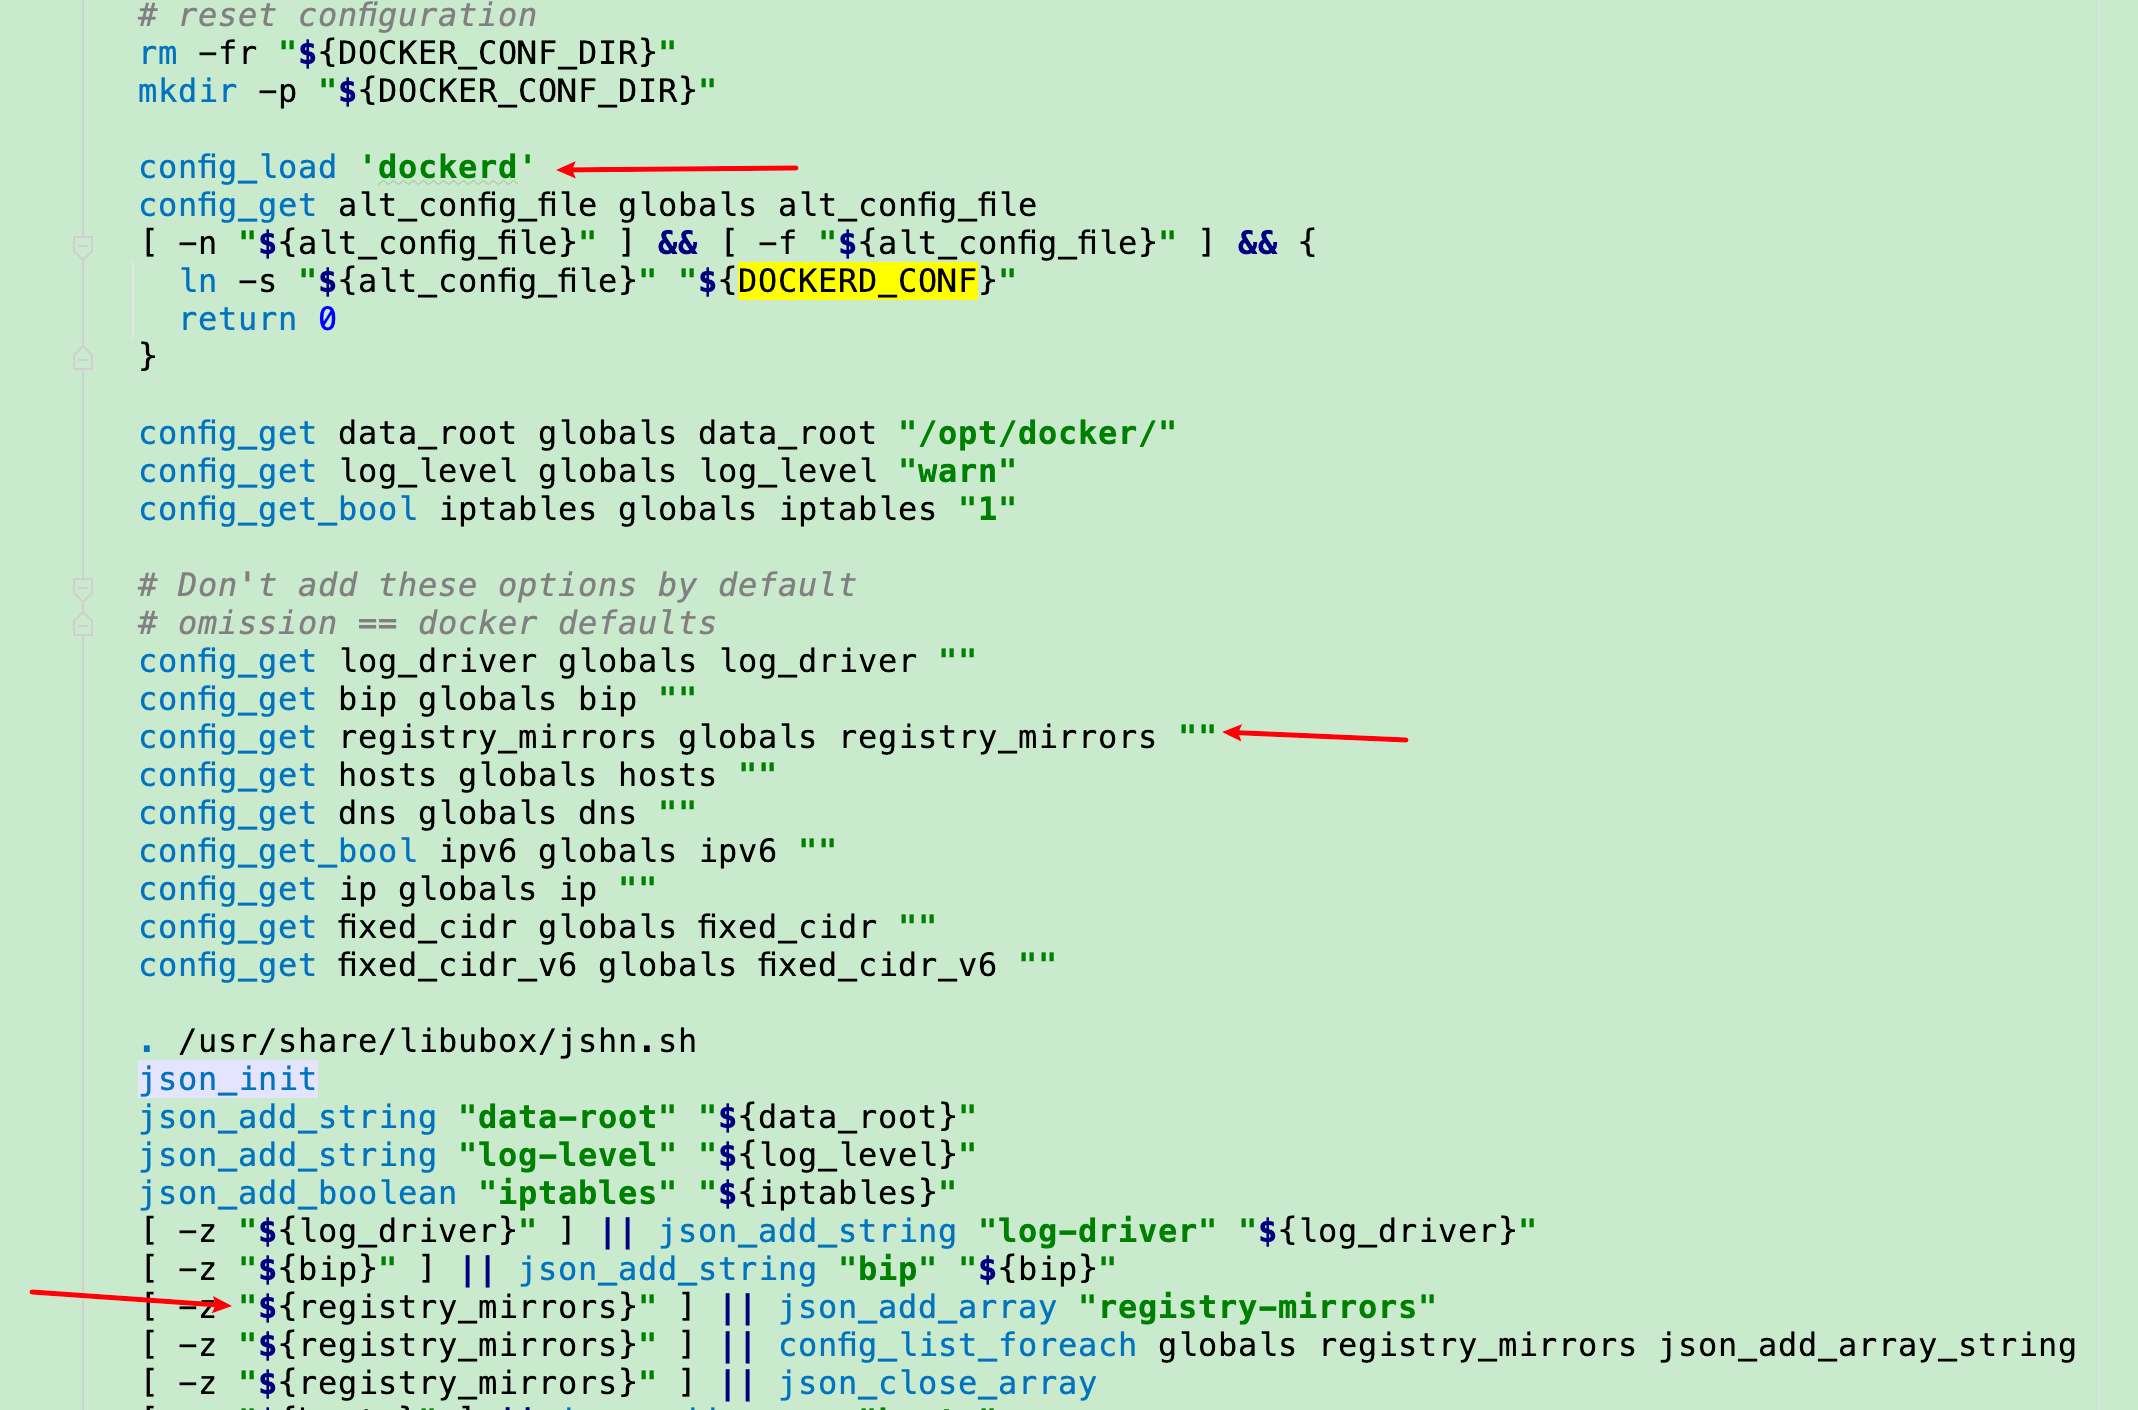 # reset configuration
rm -fr "${DOCKER_CONF_DIR}"
mkdir -p "${DOCKER_CONF_DIR}"
config_load 'dockerd'
config_get alt_config_file globals alt_config_file
[ -n "${alt_config_file}" ] && [ -f "${alt_config_file}" ] && {
ln -s "${alt_config_file}" "${DOCKERD_CONF}"
return 0
}
config_get data_root globals data_root "/opt/docker/"
config_get log_level globals log_level "warn"
config_get_bool iptables globals iptables "1"
# Don't add these options by default
# omission == docker defaults
config_get log_driver globals log_driver ""
config_get bip globals bip ""
config_get registry_mirrors globals registry_mirrors ""
config_get hosts globals hosts ""
config_get dns globals dns ""
config_get_bool ipv6 globals ipv6 ""
config_get ip globals ip ""
config_get fixed_cidr globals fixed_cidr ""
config_get fixed_cidr_v6 globals fixed_cidr_v6 ""
. /usr/share/libubox/jshn.sh
json_init
json_add_string "data-root" "${data_root}"
json_add_string "log-level" "${log_level}"
json_add_boolean "iptables" "${iptables}"
[ -z "${log_driver}" ] || json_add_string "log-driver" "${log_driver}"
[ -z "${bip}" ] || json_add_string "bip" "${bip}"
[ -z "${registry_mirrors}" ] || json_add_array "registry-mirrors"
[ -z "${registry_mirrors}" ] || config_list_foreach globals registry_mirrors json_add_array_string
[ -z "${registry_mirrors}" ] || json_close_array